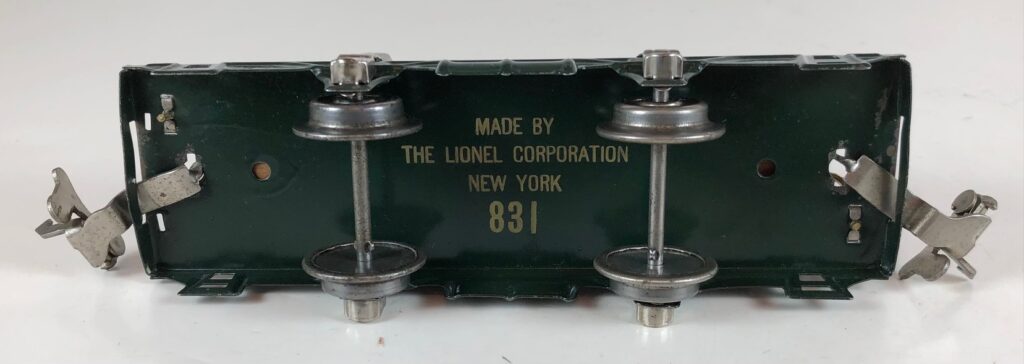 MADE BY
THE LIONEL CORPORATION
NEW YORK
831